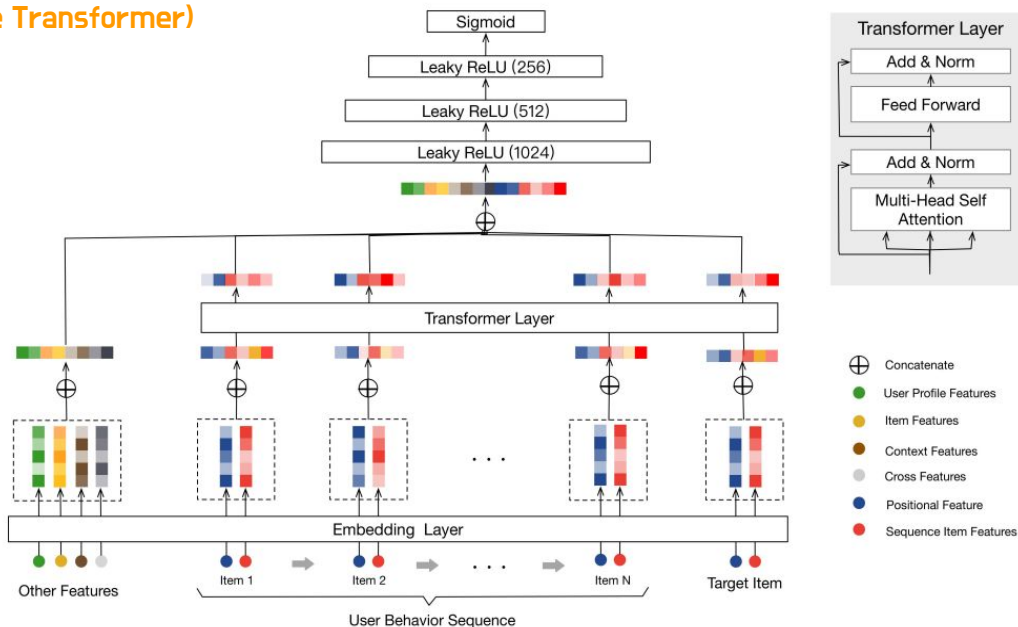 e Transformer)
Sigmoid
Leaky ReLU (256)
Leaky ReLU (512)
Leaky ReLU (1024)
Transformer Layer
Embedding Layer
Other Features
Item 1
Item 2
. . .
. . .
Item N
Target Item
User Behavior Sequence
Transformer Layer
Add & Norm
Feed Forward
Add & Norm
Multi-Head Self
Attention
Concatenate
User Profile Features
Item Features
Context Features
Cross Features
Positional Feature
Sequence Item Features